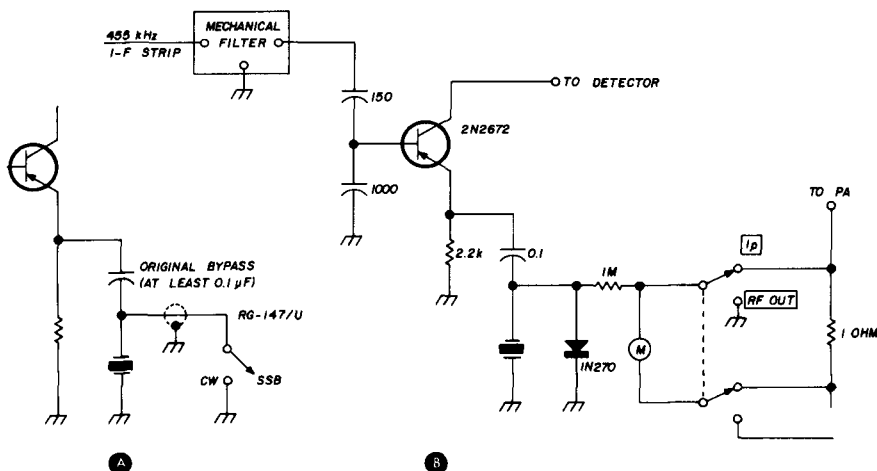 455 kHz
I-F STRIP
MECHANICAL
FILTER
150
TO DETECTOR
2N2672
1000
TO PA
2.2k
0.1
Ip
ORIGINAL BYPASS
(AT LEAST 0.1 µF)
1M
RF OUT
RG-147/U
1 OHM
M
1N270
CW
SSB
A
B